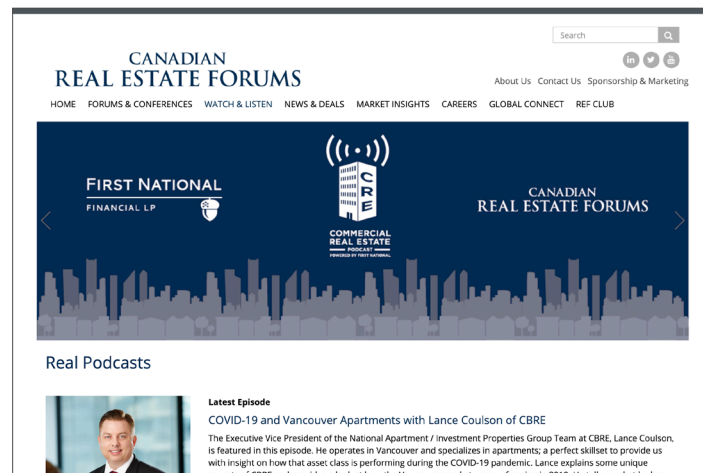 Search
CANADIAN
REAL ESTATE FORUMS
About Us Contact Us Sponsorship & Marketing
HOME FORUMS & CONFERENCES WATCH & LISTEN NEWS & DEALS MARKET INSIGHTS CAREERS GLOBAL CONNECT REF CLUB
FIRST NATIONAL
FINANCIAL LP
CRE
COMMERCIAL
REAL ESTATE
PODCAST
POWERED BY FIRST NATIONAL
CANADIAN
REAL ESTATE FORUMS
Real Podcasts
Latest Episode
COVID-19 and Vancouver Apartments with Lance Coulson of CBRE
The Executive Vice President of the National Apartment / Investment Properties Group Team at CBRE, Lance Coulson,
is featured in this episode. He operates in Vancouver and specializes in apartments; a perfect skillset to provide us
with insight on how that asset class is performing during the COVID-19 pandemic. Lance explains some unique